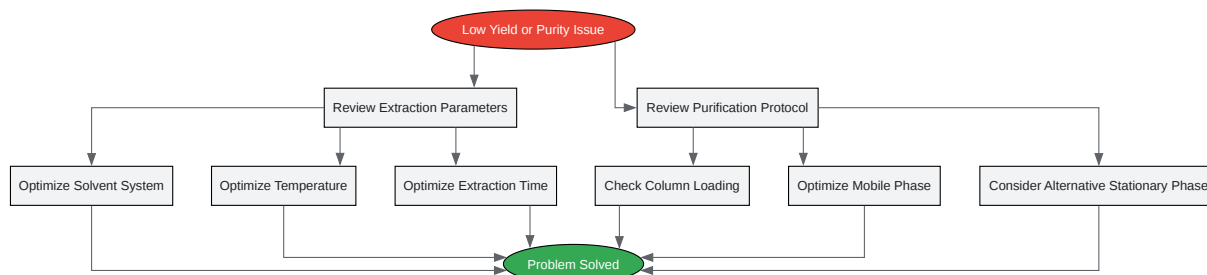 Low Yield or Purity Issue
Review Extraction Parameters
Review Purification Protocol
Optimize Solvent System
Optimize Temperature
Optimize Extraction Time
Check Column Loading
Optimize Mobile Phase
Consider Alternative Stationary Phase
Problem Solved